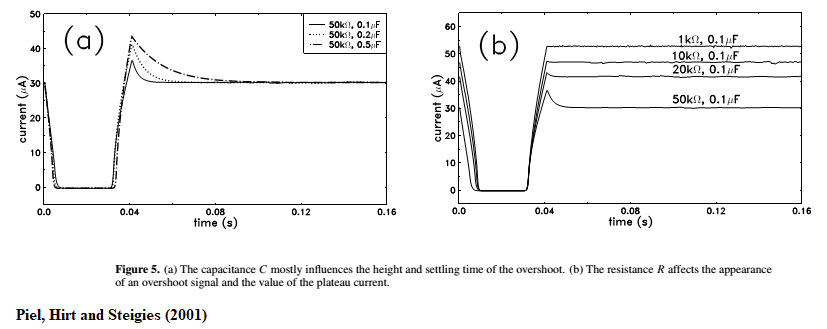 (a)
50kΩ, 0.1μF
50kΩ, 0.2μF
50kΩ, 0.5μF
50
40
30
20
10
0
current (μA)
0.0 0.04 0.08 0.12 0.16
time (s)
(b)
1kΩ, 0.1μF
10kΩ, 0.1μF
20kΩ, 0.1μF
50kΩ, 0.1μF
60
50
40
30
20
10
0
current (μA)
0.0 0.04 0.08 0.12 0.16
time (s)
Figure 5. (a) The capacitance C mostly influences the height and settling time of the overshoot. (b) The resistance R affects the appearance
of an overshoot signal and the value of the plateau current.
Piel, Hirt and Steigies (2001)